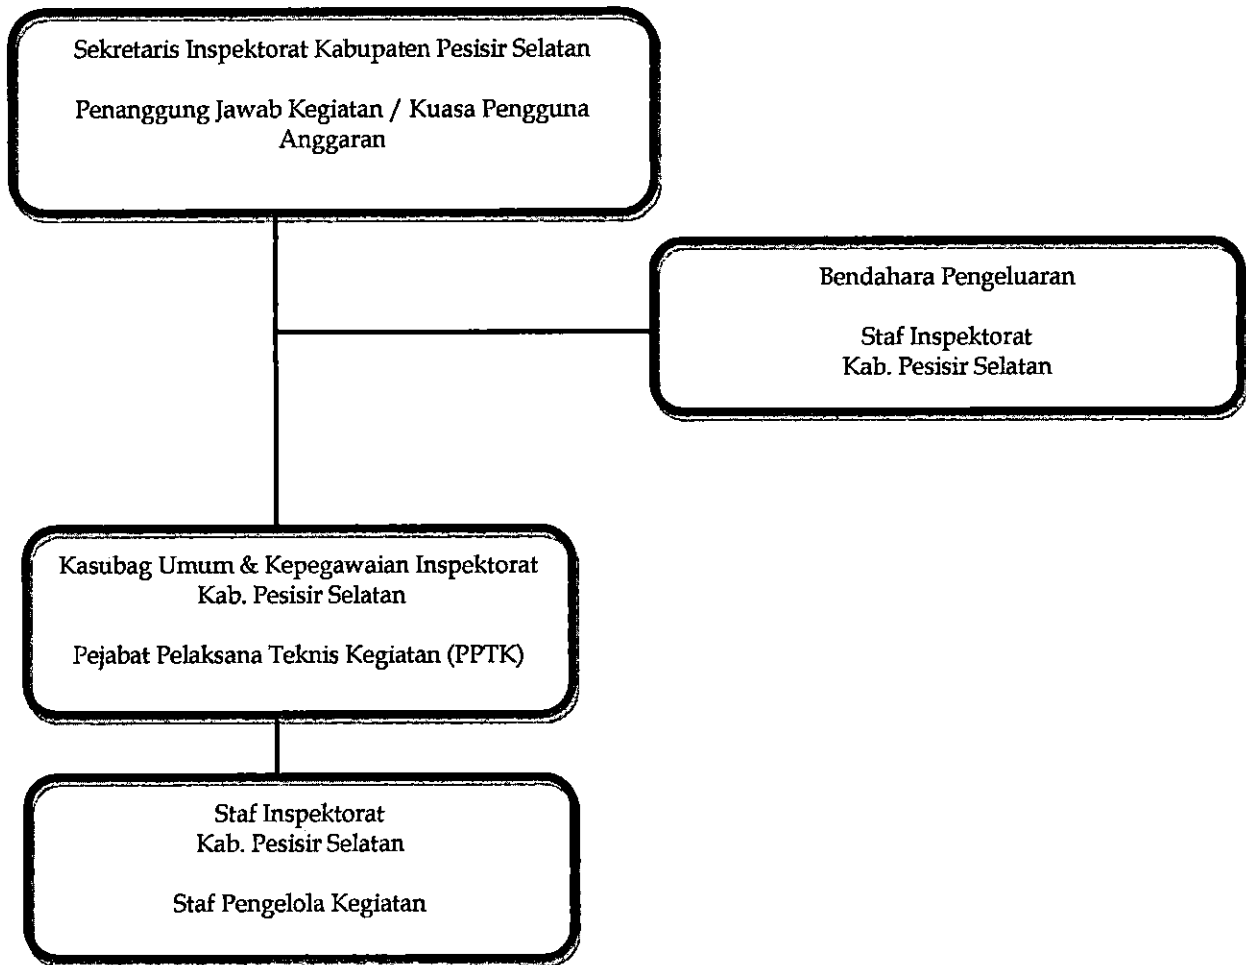 Sekretaris Inspektorat Kabupaten Pesisir Selatan
Penanggung Jawab Kegiatan / Kuasa Pengguna
Anggaran
Bendahara Pengeluaran
Staf Inspektorat
Kab. Pesisir Selatan
Kasubag Umum & Kepegawaian Inspektorat
Kab. Pesisir Selatan
Pejabat Pelaksana Teknis Kegiatan (PPTK)
Staf Inspektorat
Kab. Pesisir Selatan
Staf Pengelola Kegiatan